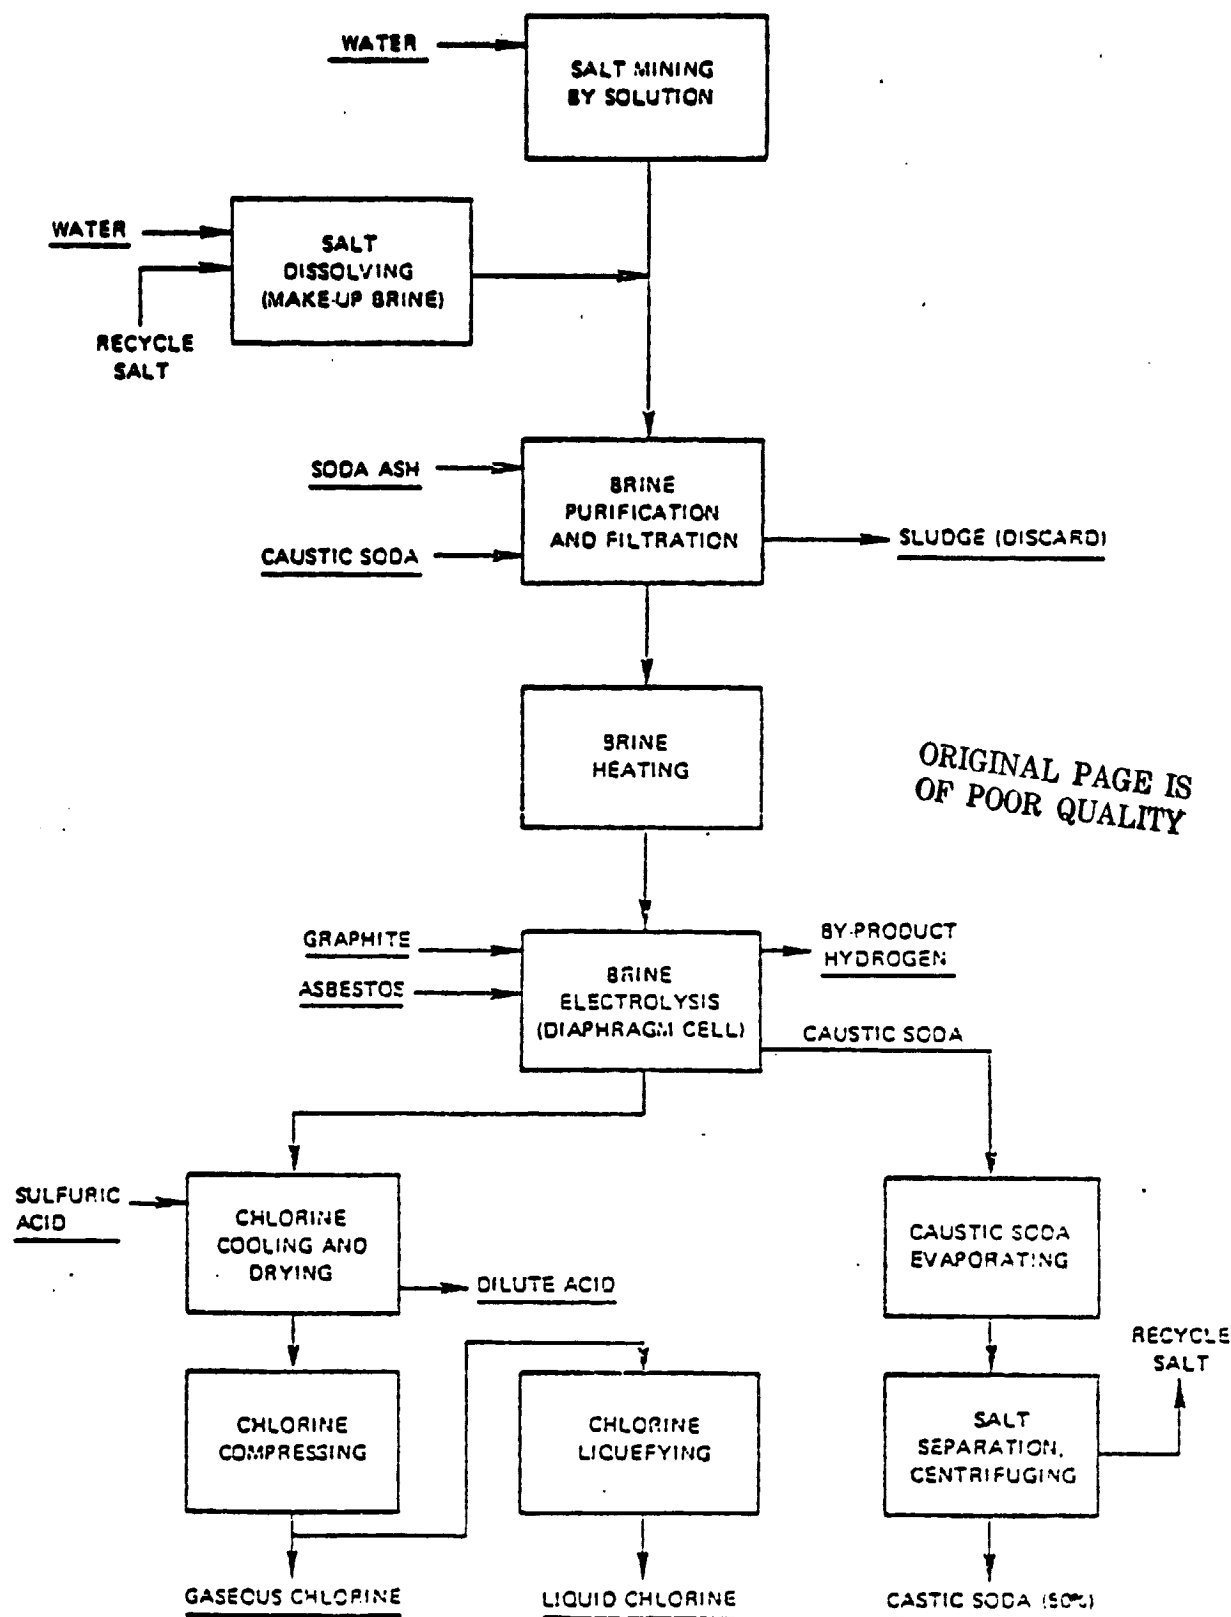 WATER
SALT MINING
BY SOLUTION
WATER
SALT
DISSOLVING
(MAKE-UP BRINE)
RECYCLE
SALT
SODA ASH
BRINE
PURIFICATION
AND FILTRATION
CAUSTIC SODA
SLUDGE (DISCARD)
BRINE
HEATING
ORIGINAL PAGE IS
OF POOR QUALITY
GRAPHITE
ASBESTOS
BRINE
ELECTROLYSIS
(DIAPHRAGM CELL)
BY-PRODUCT
HYDROGEN
CAUSTIC SODA
SULFURIC
ACID
CHLORINE
COOLING AND
DRYING
DILUTE ACID
CAUSTIC SODA
EVAPORATING
RECYCLE
SALT
CHLORINE
COMPRESSING
CHLORINE
LIQUEFYING
SALT
SEPARATION,
CENTRIFUGING
GASEOUS CHLORINE
LIQUID CHLORINE
CASTIC SODA (50%)